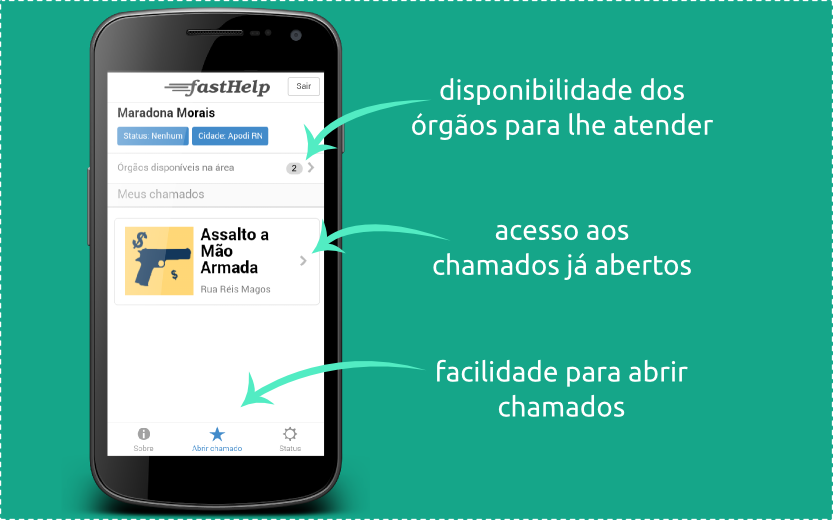 fastHelp
Sair
Maradona Morais
Status: Nenhum
Cidade: Apodi RN
Órgãos disponíveis na área
2
Meus chamados
Assalto a
Mão
Armada
Rua Réis Magos
Sobre
Abrir chamado
Status
disponibilidade dos
órgãos para lhe atender
acesso aos
chamados já abertos
facilidade para abrir
chamados